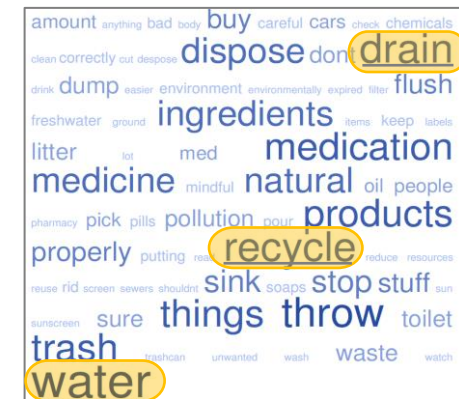 amount anything bad body buy careful cars check chemicals
clean correctly cut despose dispose dont drain
drink dump easier environment environmentally expired filter flush
freshwater ground ingredients items keep labels
litter lot med medication
medicine mindful natural oil people
pharmacy pick pills pollution pour products
properly putting read recycle reduce resources
reuse rid screen sewers shouldnt sink soaps stop stuff sun
sunscreen sure things throw toilet
trash trashcan unwanted wash waste watch
water